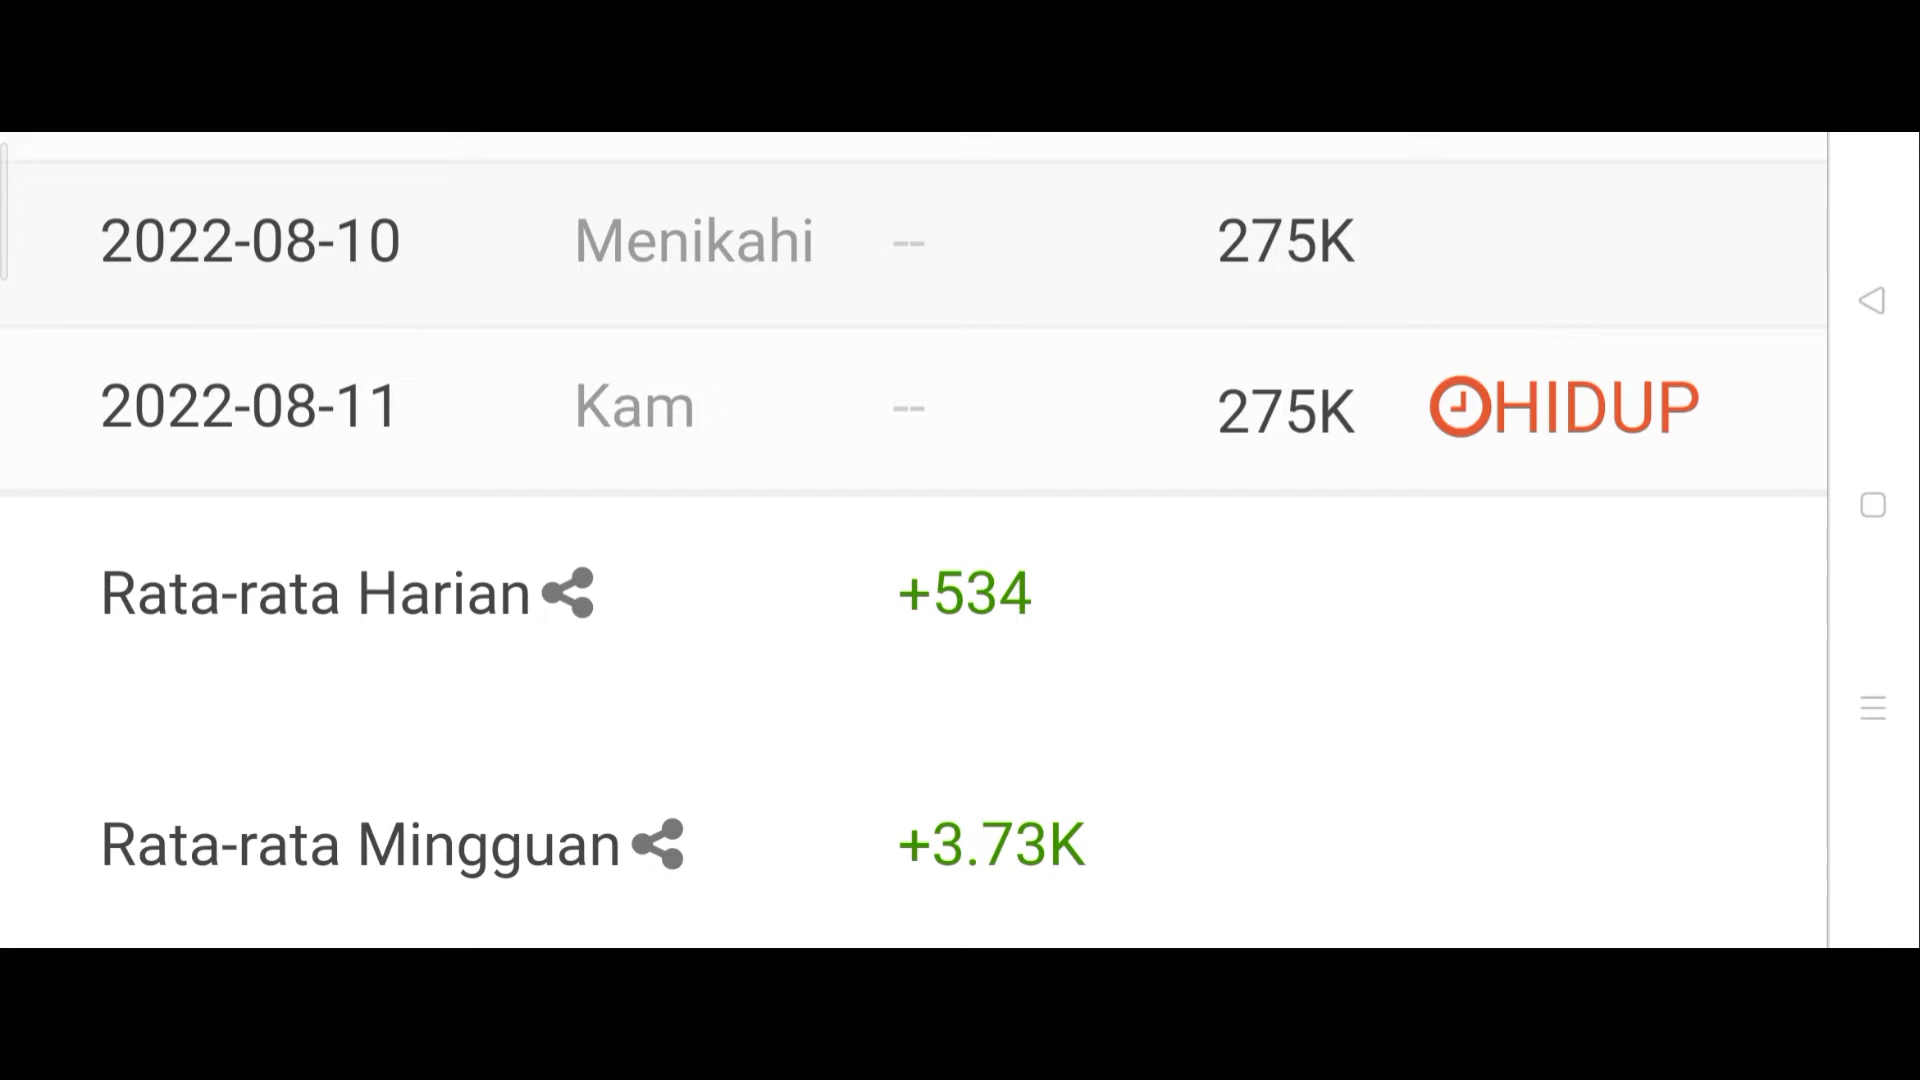 2022-08-10 Menikahi -- 275K
2022-08-11 Kam -- 275K HIDUP
Rata-rata Harian +534
Rata-rata Mingguan +3.73K